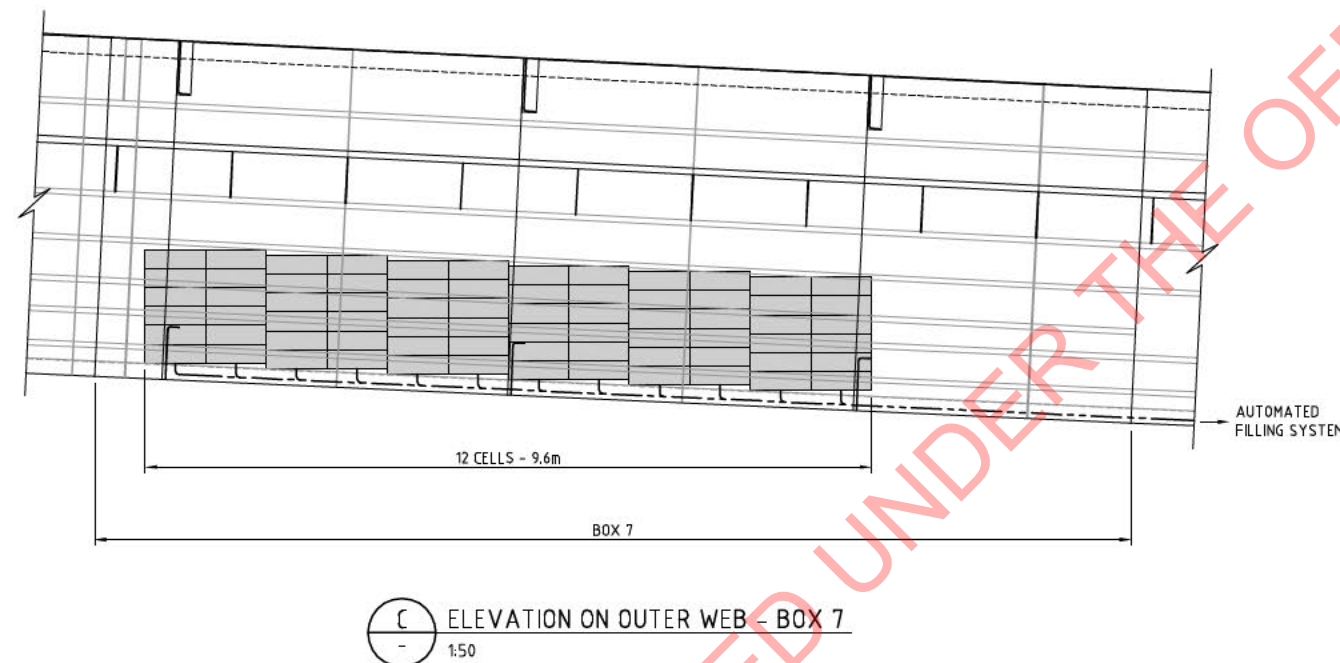 AUTOMATED
FILLING SYSTEM
12 CELLS - 9.6m
BOX 7
C
ELEVATION ON OUTER WEB - BOX 7
-
1:50
ED UNDER THE OF